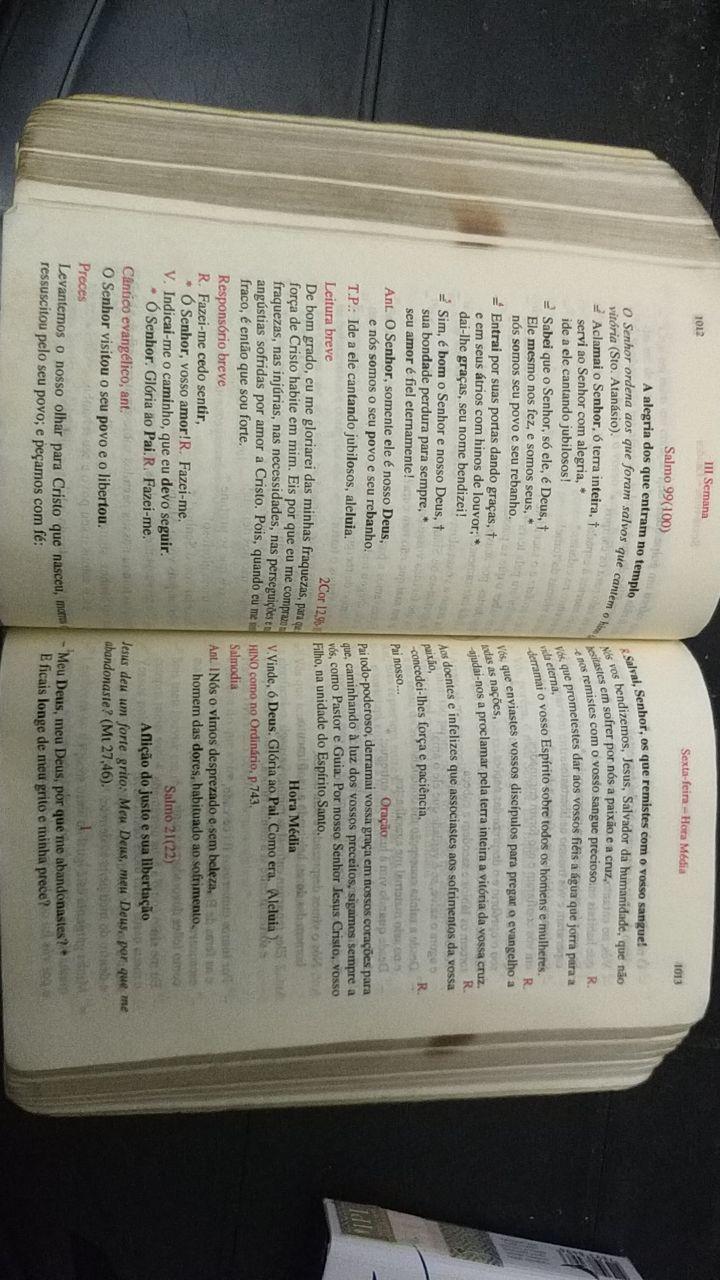 1012
III Semana
Salmo 99(100)
A alegria dos que entram no templo
O Senhor ordena aos que foram salvos que cantem o
vitória (Sto. Atanásio).
=² Aclamai o Senhor, ó terra inteira, †
servi ao Senhor com alegria, *
ide a ele cantando jubilosos!
=³ Sabei que o Senhor, só ele, é Deus, †
Ele mesmo nos fez, e somos seus, *
nós somos seu povo e seu rebanho.
=⁴ Entrai por suas portas dando graças, †
e em seus átrios com hinos de louvor; *
dai-lhe graças, seu nome bendizei!
=⁵ Sim, é bom o Senhor e nosso Deus, †
sua bondade perdura para sempre, *
seu amor é fiel eternamente!
Ant. O Senhor, somente ele é nosso Deus,
e nós somos o seu povo e seu rebanho.
T.P.: Ide a ele cantando jubilosos, aleluia.
Leitura breve
2Cor 12,9b
De bom grado, eu me gloriarei das minhas fraquezas, para que
força de Cristo habite em mim. Eis por que eu me comprazo
fraquezas, nas injúrias, nas necessidades, nas perseguições e
angústias sofridas por amor a Cristo. Pois, quando eu me
fraco, é então que sou forte.
Responsório breve
R. Fazei-me cedo sentir,
* Ó Senhor, vosso amor! R. Fazei-me.
V. Indicai-me o caminho, que eu devo seguir.
* Ó Senhor. Glória ao Pai. R. Fazei-me.
Cântico evangélico, ant.
O Senhor visitou o seu povo e o libertou.
Preces
Levantemos o nosso olhar para Cristo que nasceu,
ressuscitou pelo seu povo; e peçamos com fé:
Sexta-feira – Hora Média
1013
R. Salvai, Senhor, os que remistes com o vosso sangue!
Nós vos bendizemos, Jesus, Salvador da humanidade, que não
hesitastes em sofrer por nós a paixão e a cruz,
– e nos remistes com o vosso sangue precioso. R.
Vós, que prometestes dar aos vossos fiéis a água que jorra para a
vida eterna,
– derramai o vosso Espírito sobre todos os homens e mulheres. R.
Vós, que enviastes vossos discípulos para pregar o evangelho a
todas as nações,
– ajudai-nos a proclamar pela terra inteira a vitória da vossa cruz. R.
Aos doentes e infelizes que associastes aos sofrimentos da vossa
paixão,
– concedei-lhes força e paciência. R.
Pai nosso...
Oração
Pai todo-poderoso, derramai vossa graça em nossos corações para
que, caminhando à luz dos vossos preceitos, sigamos sempre a
vós, como Pastor e Guia. Por nosso Senhor Jesus Cristo, vosso
Filho, na unidade do Espírito Santo.
Hora Média
V. Vinde, ó Deus. Glória ao Pai. Como era. (Aleluia).
HINO como no Ordinário, p 743.
Salmodia
Ant. 1 Nós o vimos desprezado e sem beleza,
homem das dores, habituado ao sofrimento.
Salmo 21(22)
Aflição do justo e sua libertação
Jesus deu um forte grito: Meu Deus, meu Deus, por que me
abandonaste? (Mt 27,46).
I
– Meu Deus, meu Deus, por que me abandonastes? *
E ficais longe de meu grito e minha prece?